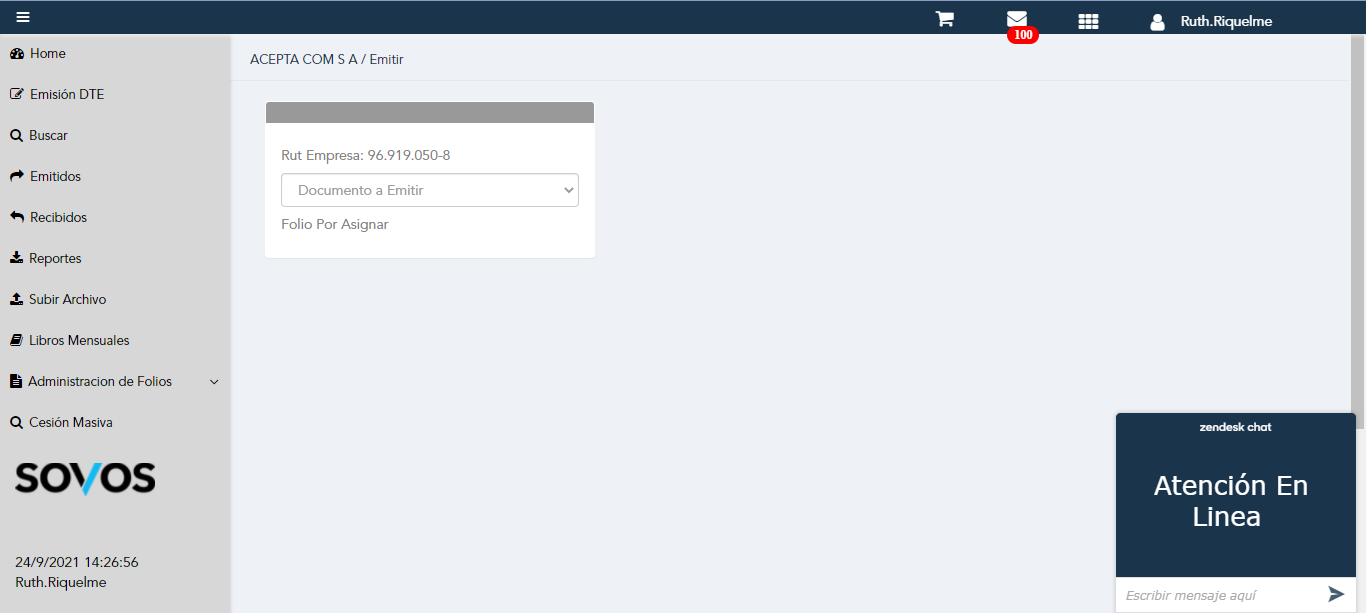 100
Ruth.Riquelme
Home
Emisión DTE
Buscar
Emitidos
Recibidos
Reportes
Subir Archivo
Libros Mensuales
Administracion de Folios
Cesión Masiva
SOVOS
24/9/2021 14:26:56
Ruth.Riquelme
ACEPTA COM S A / Emitir
Rut Empresa: 96.919.050-8
Documento a Emitir
Folio Por Asignar
zendesk chat
Atención En
Linea
Escribir mensaje aquí